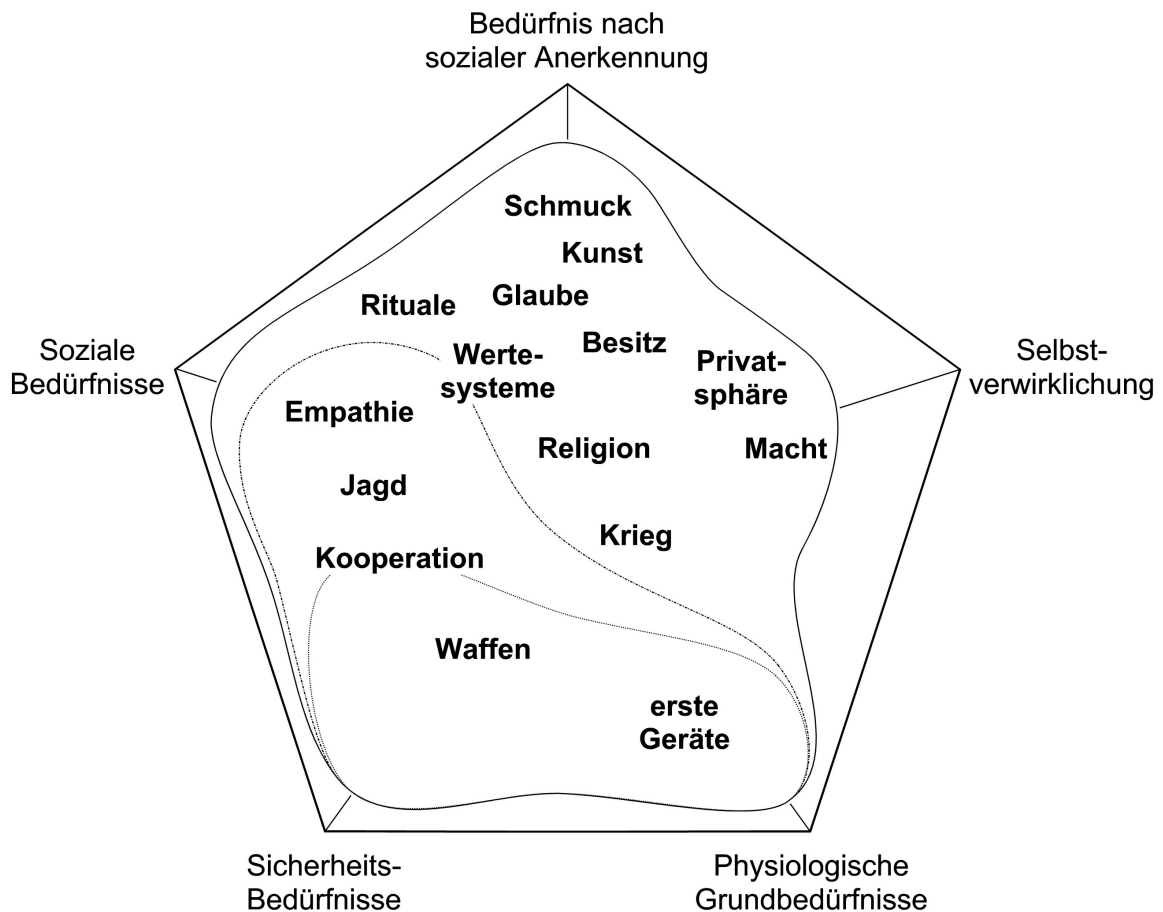 Bedürfnis nach
sozialer Anerkennung
Schmuck
Kunst
Glaube
Rituale
Besitz
Soziale
Bedürfnisse
Werte-
systeme
Privat-
sphäre
Selbst-
verwirklichung
Empathie
Religion
Macht
Jagd
Krieg
Kooperation
Waffen
erste
Geräte
Sicherheits-
Bedürfnisse
Physiologische
Grundbedürfnisse